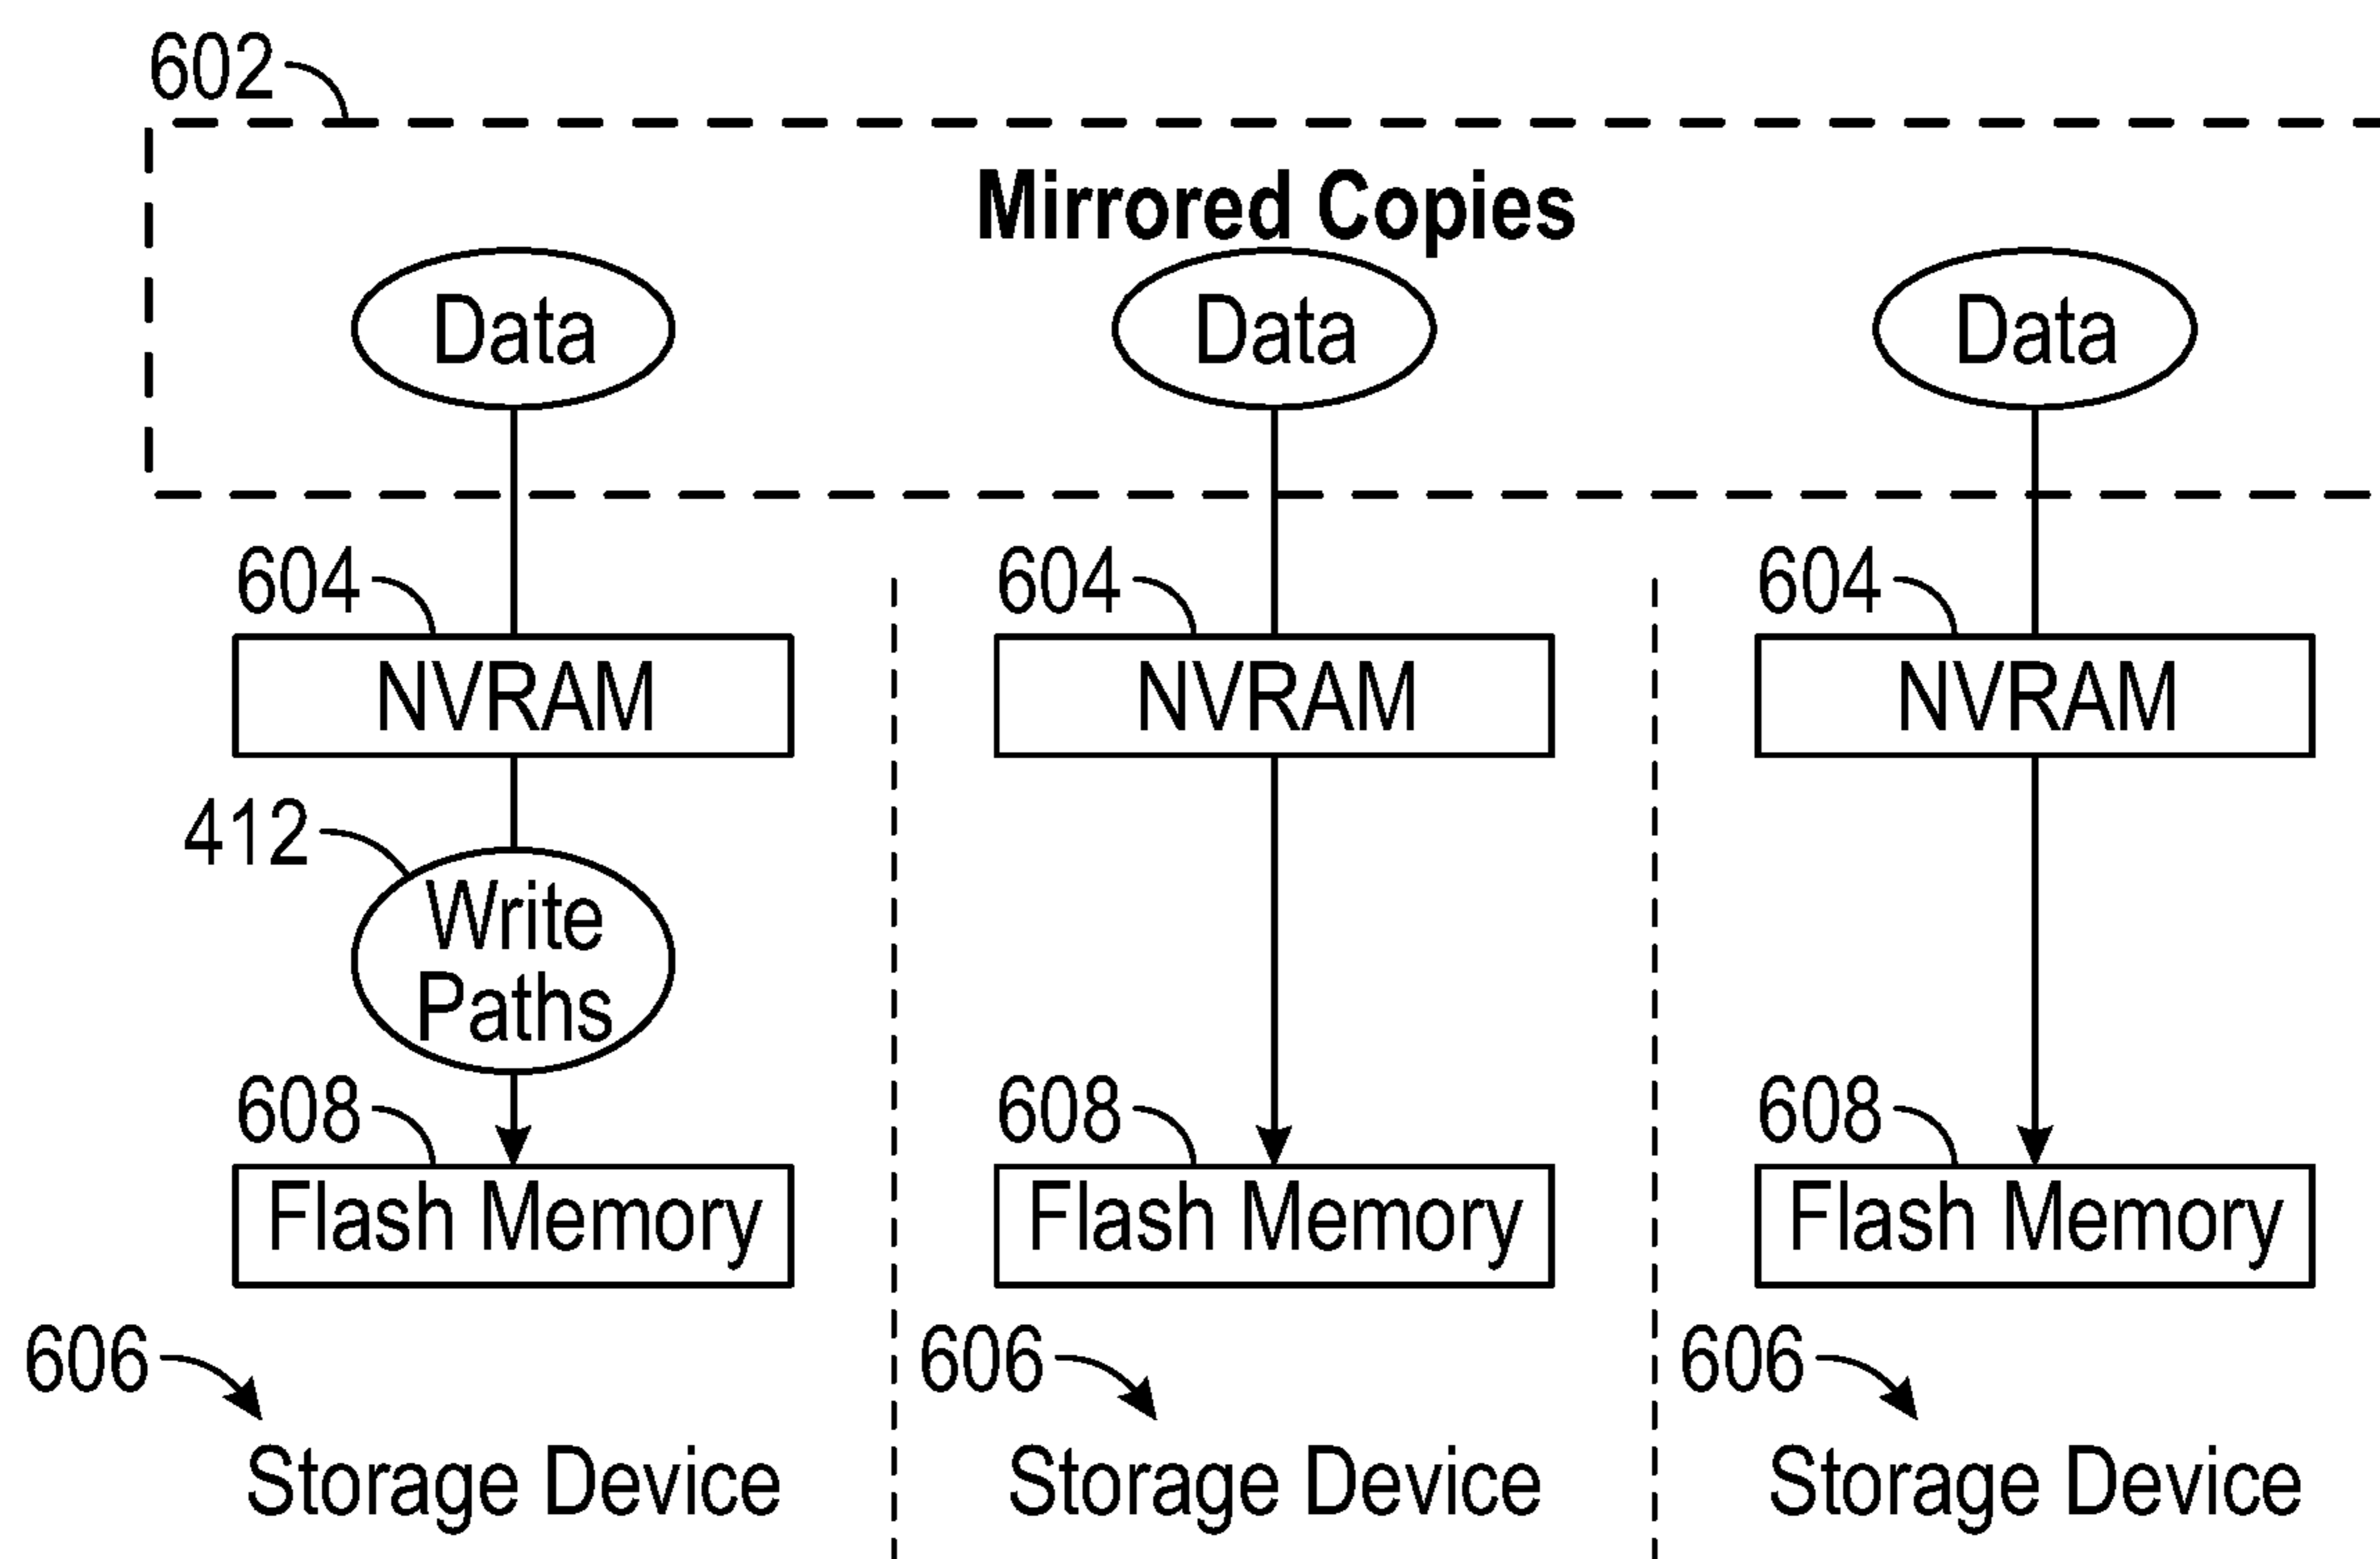 602
Mirrored Copies
Data Data Data
604 604 604
NVRAM NVRAM NVRAM
412
Write
Paths
608 608 608
Flash Memory Flash Memory Flash Memory
606 606 606
Storage Device Storage Device Storage Device